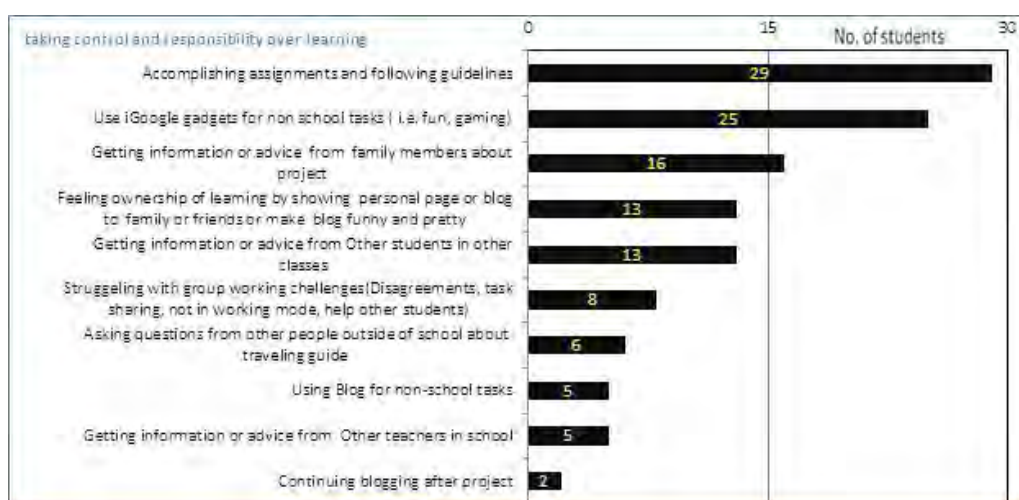 0 15 30
taking control and responsibility over learning No. of students
Accomplishing assignments and following guidelines 29
Use iGoogle gadgets for non school tasks ( i.e. fun, gaming) 25
Getting information or advice from family members about
project 16
Feeling ownership of learning by showing personal page or blog
to family or friends or make blog funny and pretty 13
Getting information or advice from Other students in other
classes 13
Struggeling with group working challenges(Disagreements, task
sharing, not in working mode, help other students) 8
Asking questions from other people outside of school about
traveling guide 6
Using Blog for non-school tasks 5
Getting information or advice from Other teachers in school 5
Continuing blogging after project 2